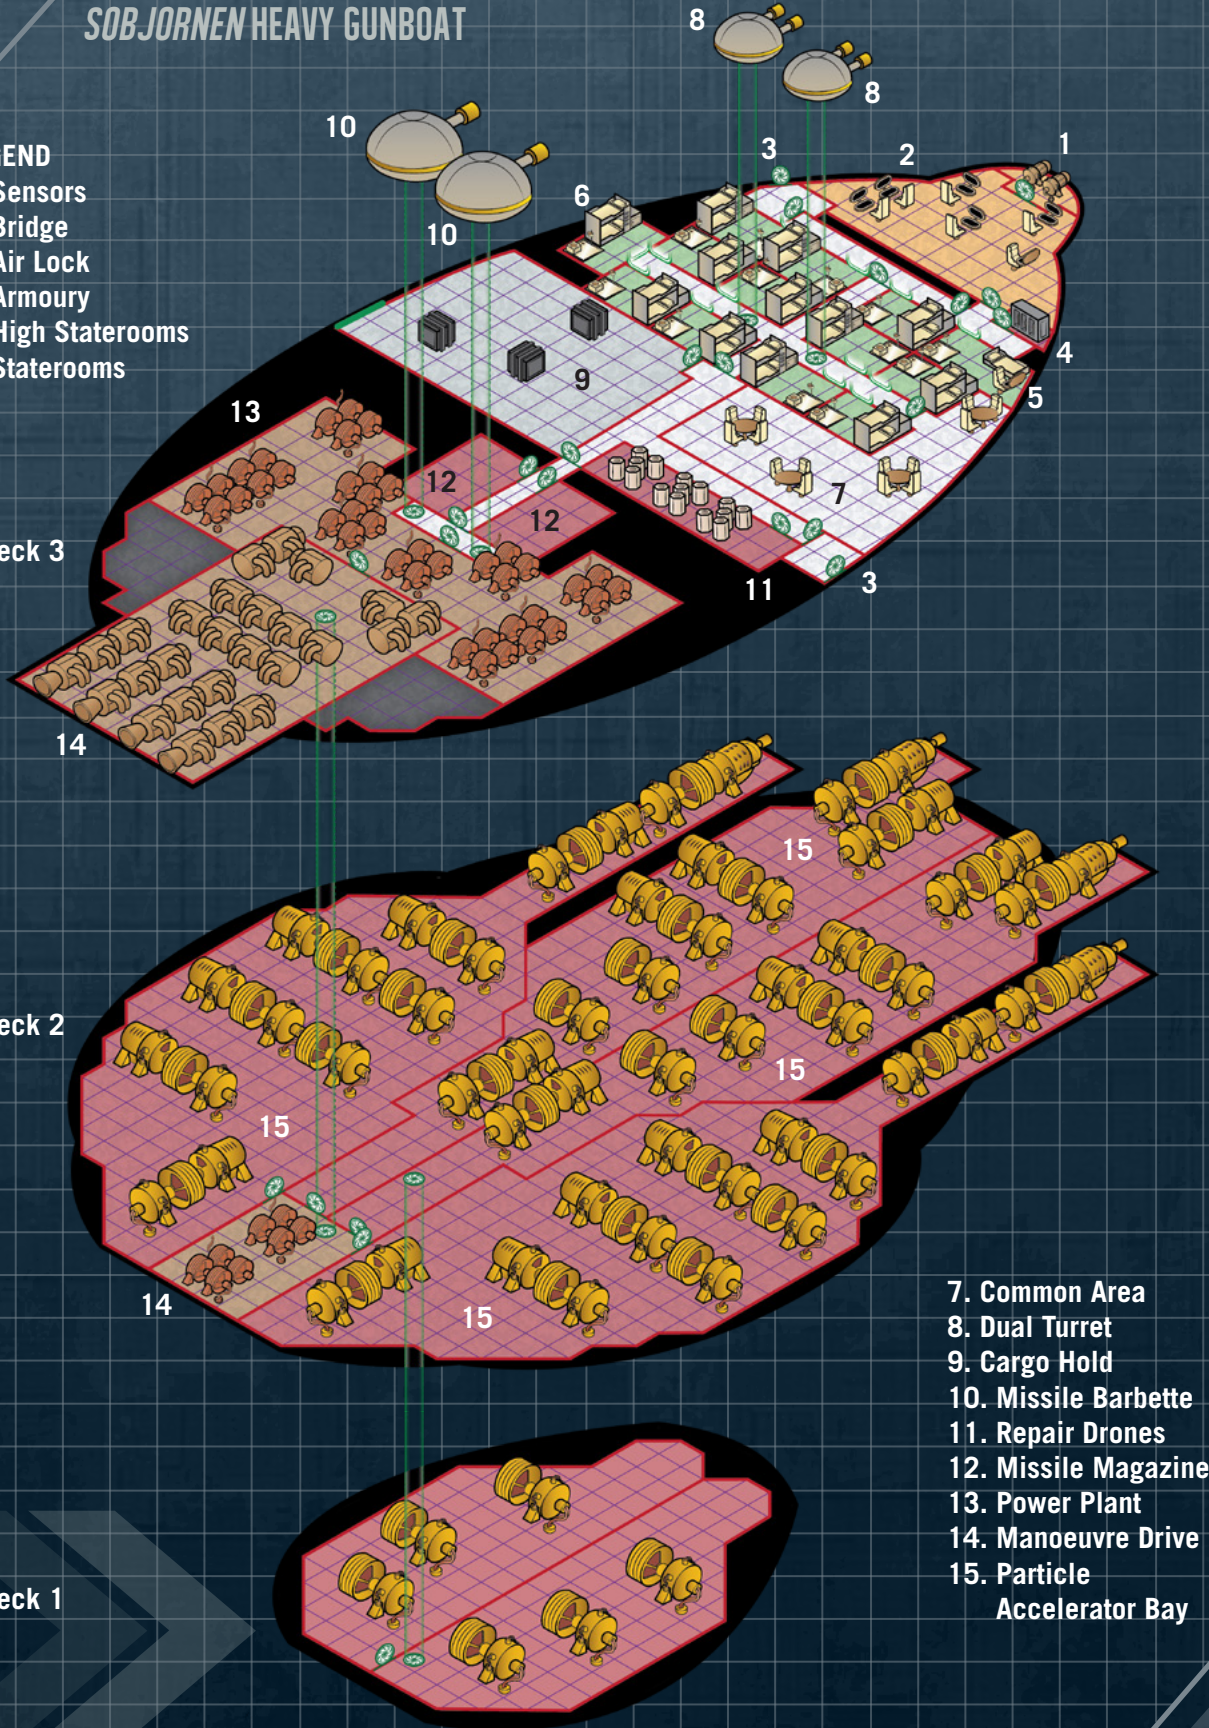 SOBJORNEN HEAVY GUNBOAT
8
8
10
3
2
1
END
Sensors
6
Bridge
10
Air Lock
Armoury
High Staterooms
4
Staterooms
9
5
13
12
7
12
eck 3
11
3
14
15
eck 2
15
15
14
15
7. Common Area
8. Dual Turret
9. Cargo Hold
10. Missile Barbette
11. Repair Drones
12. Missile Magazine
13. Power Plant
14. Manoeuvre Drive
15. Particle
Accelerator Bay
eck 1